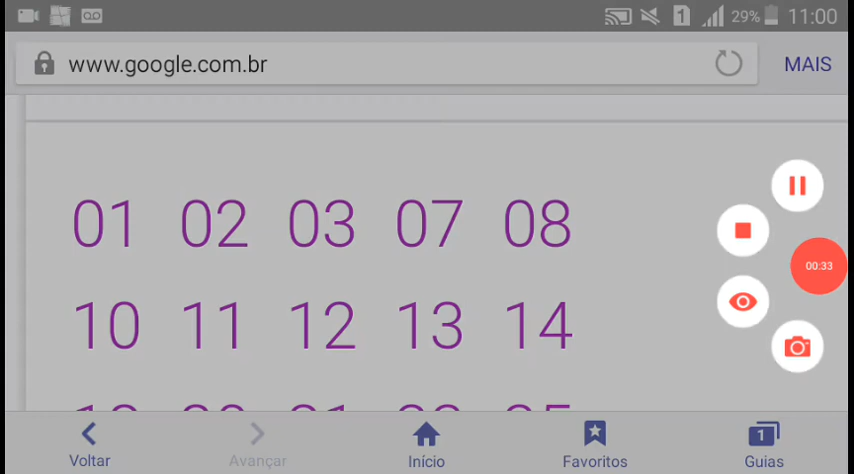 1 29% 11:00
www.google.com.br MAIS
01 02 03 07 08
00:33
10 11 12 13 14
1
Voltar Avançar Início Favoritos Guias